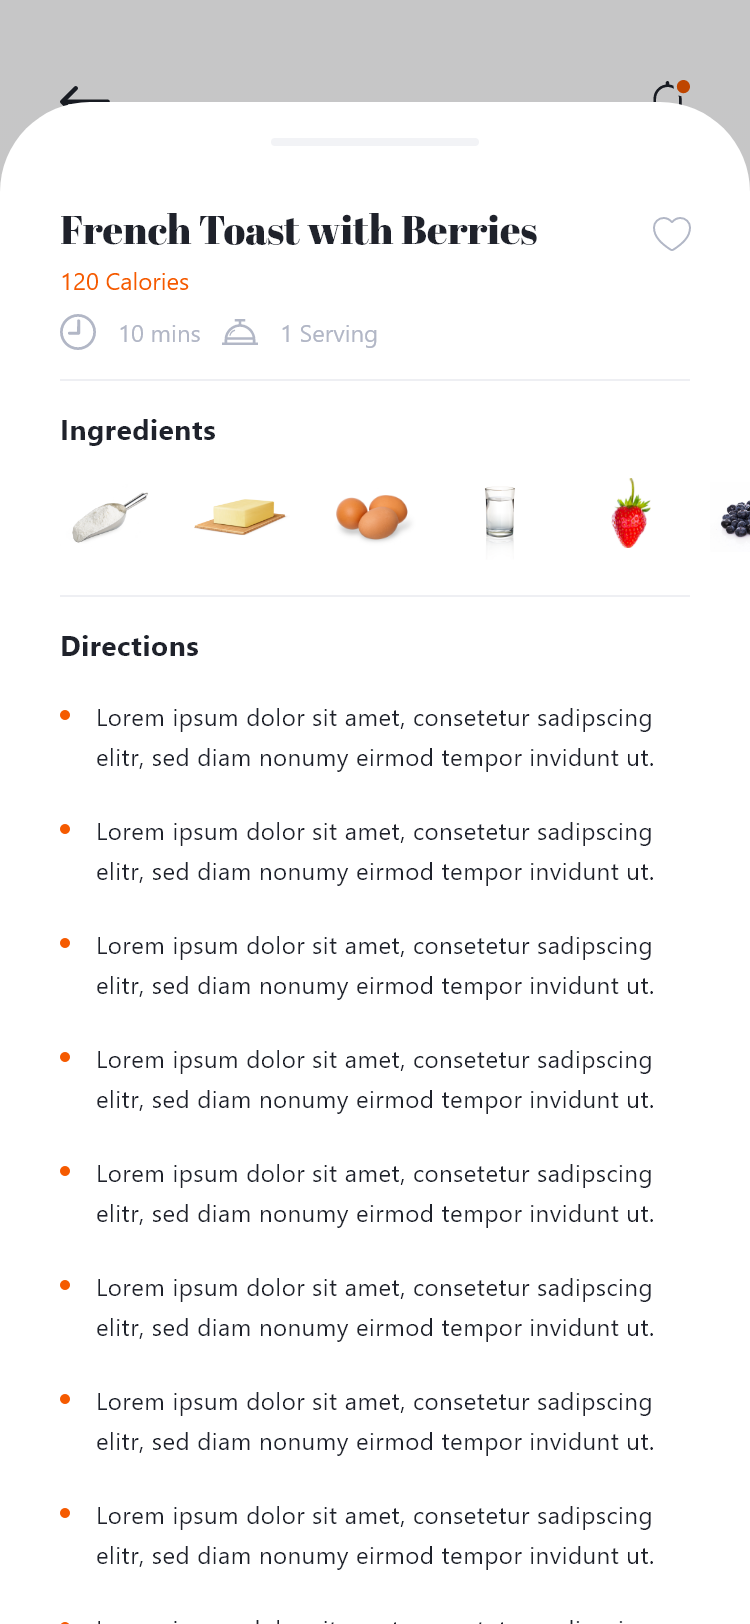 French Toast with Berries
120 Calories
10 mins
1 Serving
Ingredients
Directions
Lorem ipsum dolor sit amet, consetetur sadipscing
elitr, sed diam nonumy eirmod tempor invidunt ut.
Lorem ipsum dolor sit amet, consetetur sadipscing
elitr, sed diam nonumy eirmod tempor invidunt ut.
Lorem ipsum dolor sit amet, consetetur sadipscing
elitr, sed diam nonumy eirmod tempor invidunt ut.
Lorem ipsum dolor sit amet, consetetur sadipscing
elitr, sed diam nonumy eirmod tempor invidunt ut.
Lorem ipsum dolor sit amet, consetetur sadipscing
elitr, sed diam nonumy eirmod tempor invidunt ut.
Lorem ipsum dolor sit amet, consetetur sadipscing
elitr, sed diam nonumy eirmod tempor invidunt ut.
Lorem ipsum dolor sit amet, consetetur sadipscing
elitr, sed diam nonumy eirmod tempor invidunt ut.
Lorem ipsum dolor sit amet, consetetur sadipscing
elitr, sed diam nonumy eirmod tempor invidunt ut.